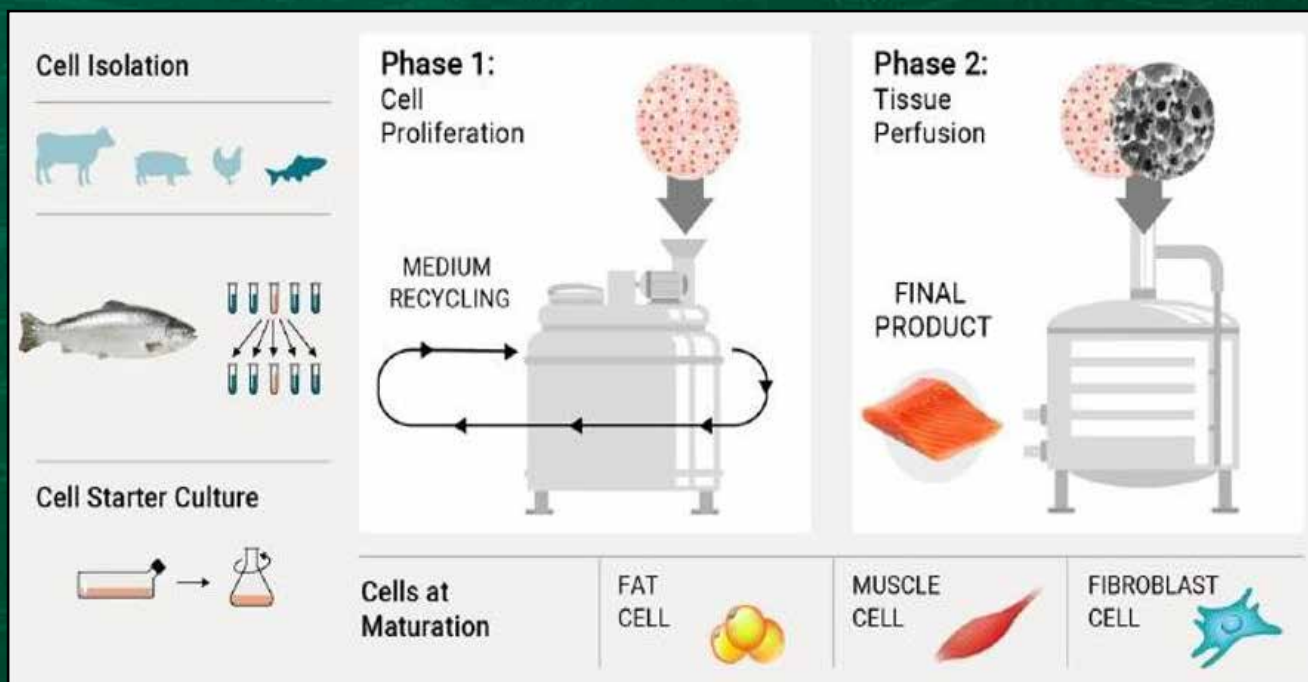 Cell Isolation
Cell Starter Culture
Phase 1:
Cell
Proliferation
MEDIUM
RECYCLING
Phase 2:
Tissue
Perfusion
FINAL
PRODUCT
Cells at
Maturation
FAT
CELL
MUSCLE
CELL
FIBROBLAST
CELL